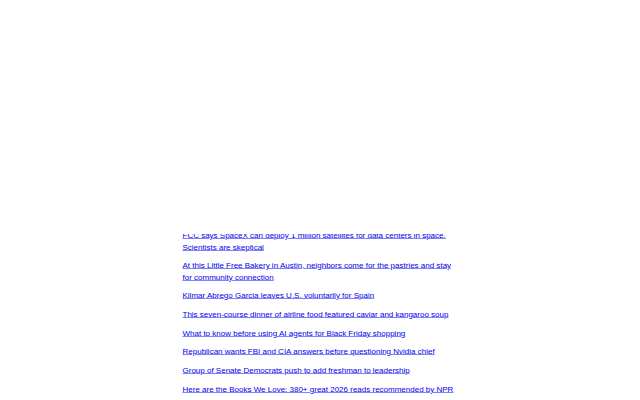 FCC says SpaceX can deploy 1 million satellites for data centers in space.
Scientists are skeptical
At this Little Free Bakery in Austin, neighbors come for the pastries and stay
for community connection
Kilmar Abrego Garcia leaves U.S. voluntarily for Spain
This seven-course dinner of airline food featured caviar and kangaroo soup
What to know before using AI agents for Black Friday shopping
Republican wants FBI and CIA answers before questioning Nvidia chief
Group of Senate Democrats push to add freshman to leadership
Here are the Books We Love: 380+ great 2026 reads recommended by NPR